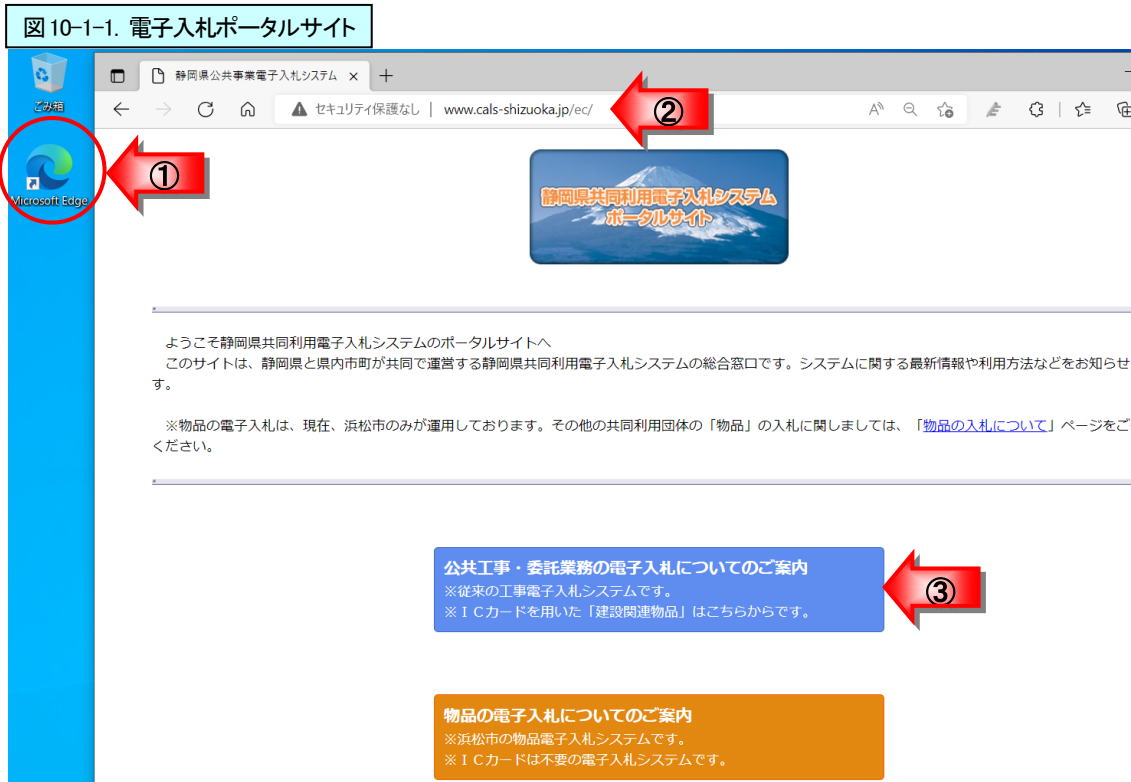 図10-1-1. 電子入札ポータルサイト
ごみ箱
静岡県公共事業電子入札システム
セキュリティ保護なし | www.cals-shizuoka.jp/ec/
②
①
Microsoft Edge
静岡県共同利用電子入札システム
ポータルサイト
ようこそ静岡県共同利用電子入札システムのポータルサイトへ
このサイトは、静岡県と県内市町が共同で運営する静岡県共同利用電子入札システムの総合窓口です。システムに関する最新情報や利用方法などをお知らせ
す。
※物品の電子入札は、現在、浜松市のみが運用しております。その他の共同利用団体の「物品」の入札に関しましては、「物品の入札について」ページをご
ください。
公共工事・委託業務の電子入札についてのご案内
※従来の工事電子入札システムです。
※ＩＣカードを用いた「建設関連物品」はこちらからです。
③
物品の電子入札についてのご案内
※浜松市の物品電子入札システムです。
※ＩＣカードは不要の電子入札システムです。